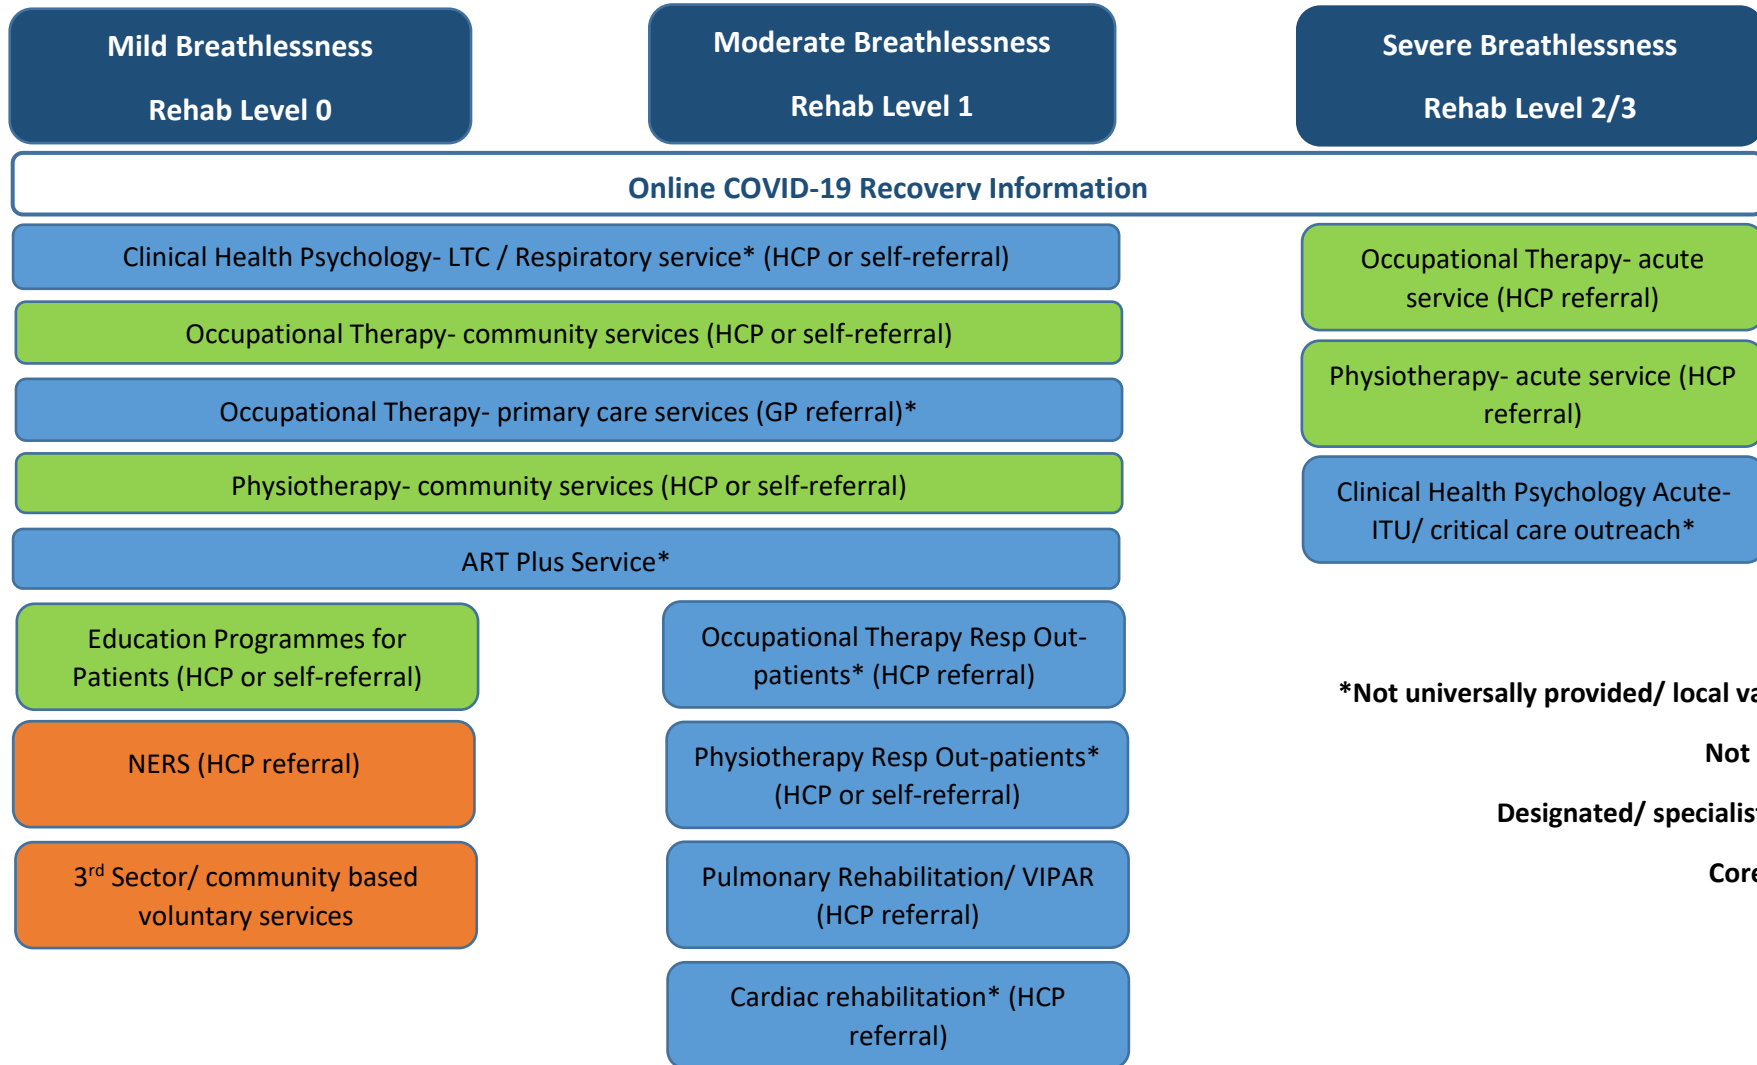 Mild Breathlessness
Rehab Level 0
Moderate Breathlessness
Rehab Level 1
Severe Breathlessness
Rehab Level 2/3
Online COVID-19 Recovery Information
Clinical Health Psychology- LTC / Respiratory service* (HCP or self-referral)
Occupational Therapy- community services (HCP or self-referral)
Occupational Therapy- primary care services (GP referral)*
Physiotherapy- community services (HCP or self-referral)
ART Plus Service*
Occupational Therapy- acute
service (HCP referral)
Physiotherapy- acute service (HCP
referral)
Clinical Health Psychology Acute-
ITU/ critical care outreach*
Education Programmes for
Patients (HCP or self-referral)
NERS (HCP referral)
3rd Sector/ community based
voluntary services
Occupational Therapy Resp Out-
patients* (HCP referral)
Physiotherapy Resp Out-patients*
(HCP or self-referral)
Pulmonary Rehabilitation/ VIPAR
(HCP referral)
Cardiac rehabilitation* (HCP
referral)
*Not universally provided/ local
Not
Designated/ specialist
Core